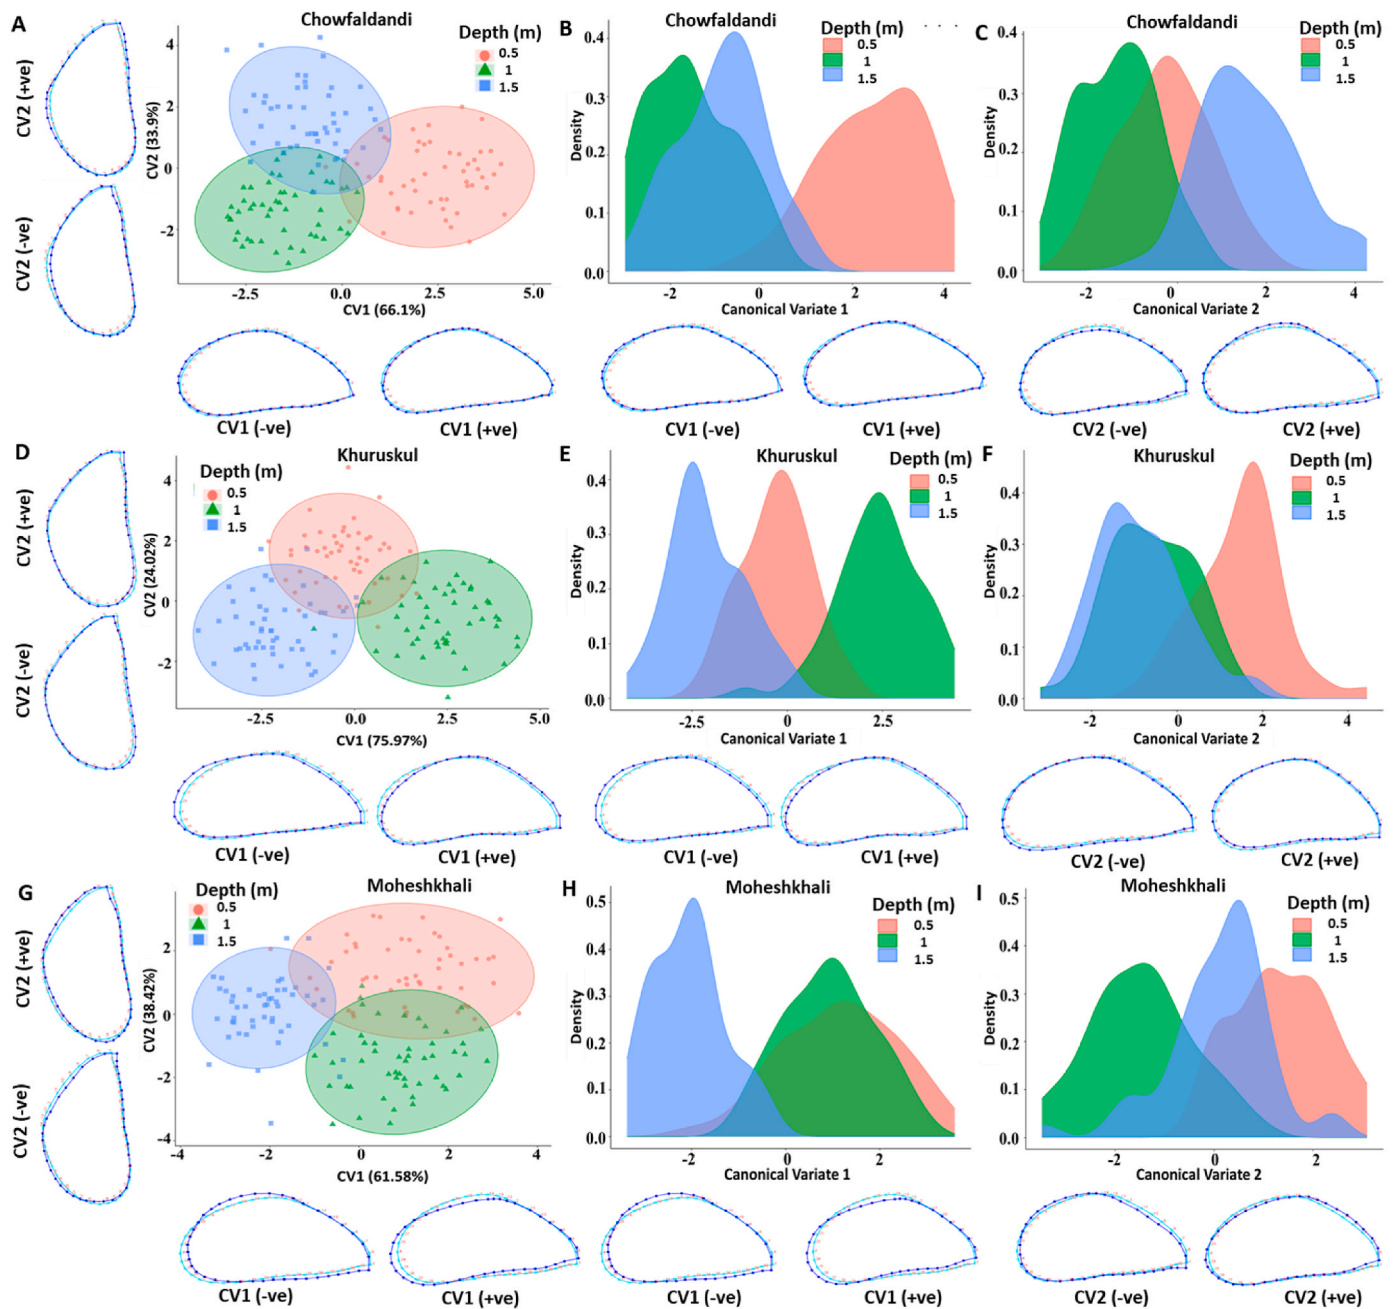 A
CV2 (+ve)
CV2 (-ve)
Chowfaldandi
Depth (m)
0.5
1
1.5
CV2 (33.9%)
4
2
0
-2
-2.5
0.0
2.5
5.0
CV1 (66.1%)
CV1 (-ve)
CV1 (+ve)
B
Chowfaldandi
Depth (m)
0.5
1
1.5
Density
0.4
0.3
0.2
0.1
0.0
-2
0
2
4
Canonical Variate 1
CV1 (-ve)
CV1 (+ve)
C
Chowfaldandi
Depth (m)
0.5
1
1.5
Density
0.4
0.3
0.2
0.1
0.0
-2
0
2
4
Canonical Variate 2
CV2 (-ve)
CV2 (+ve)
D
CV2 (+ve)
CV2 (-ve)
Khuruskul
Depth (m)
0.5
1
1.5
CV2 (24.02%)
4
2
0
-2
-2.5
0.0
2.5
5.0
CV1 (75.97%)
CV1 (-ve)
CV1 (+ve)
E
Khuruskul
Depth (m)
0.5
1
1.5
Density
0.4
0.3
0.2
0.1
0.0
-2.5
0
2.5
Canonical Variate 1
CV1 (-ve)
CV1 (+ve)
F
Khuruskul
Depth (m)
0.5
1
1.5
Density
0.4
0.3
0.2
0.1
0.0
-2
0
2
4
Canonical Variate 2
CV2 (-ve)
CV2 (+ve)
G
CV2 (+ve)
CV2 (-ve)
Moheshkhali
Depth (m)
0.5
1
1.5
CV2 (38.42%)
2
0
-2
-4
-4
-2
0
2
4
CV1 (61.58%)
CV1 (-ve)
CV1 (+ve)
H
Moheshkhali
Depth (m)
0.5
1
1.5
Density
0.5
0.4
0.3
0.2
0.1
0.0
-2
0
2
Canonical Variate 1
CV1 (-ve)
CV1 (+ve)
I
Moheshkhali
Depth (m)
0.5
1
1.5
Density
0.5
0.4
0.3
0.2
0.1
0.0
-2
0
2
Canonical Variate 2
CV2 (-ve)
CV2 (+ve)